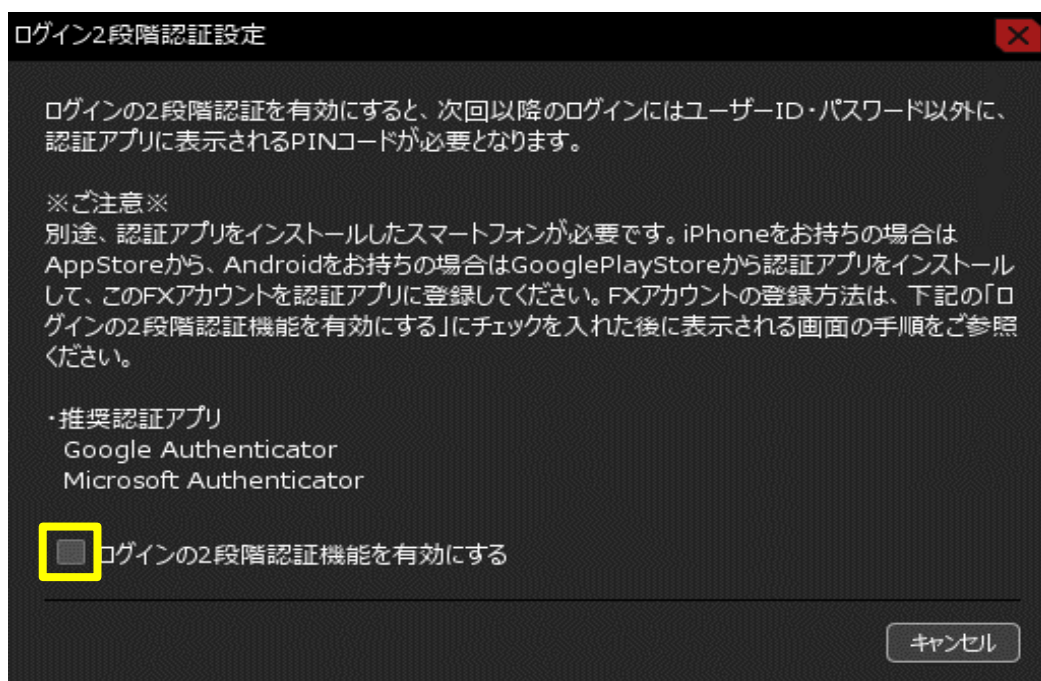 ログイン2段階認証設定
ログインの2段階認証を有効にすると、次回以降のログインにはユーザーID・パスワード以外に、
認証アプリに表示されるPINコードが必要となります。
※ご注意※
別途、認証アプリをインストールしたスマートフォンが必要です。iPhoneをお持ちの場合は
AppStoreから、Androidをお持ちの場合はGooglePlayStoreから認証アプリをインストール
して、このFXアカウントを認証アプリに登録してください。FXアカウントの登録方法は、下記の「ロ
グインの2段階認証機能を有効にする」にチェックを入れた後に表示される画面の手順をご参照
ください。
・推奨認証アプリ
Google Authenticator
Microsoft Authenticator
ログインの2段階認証機能を有効にする
キャンセル